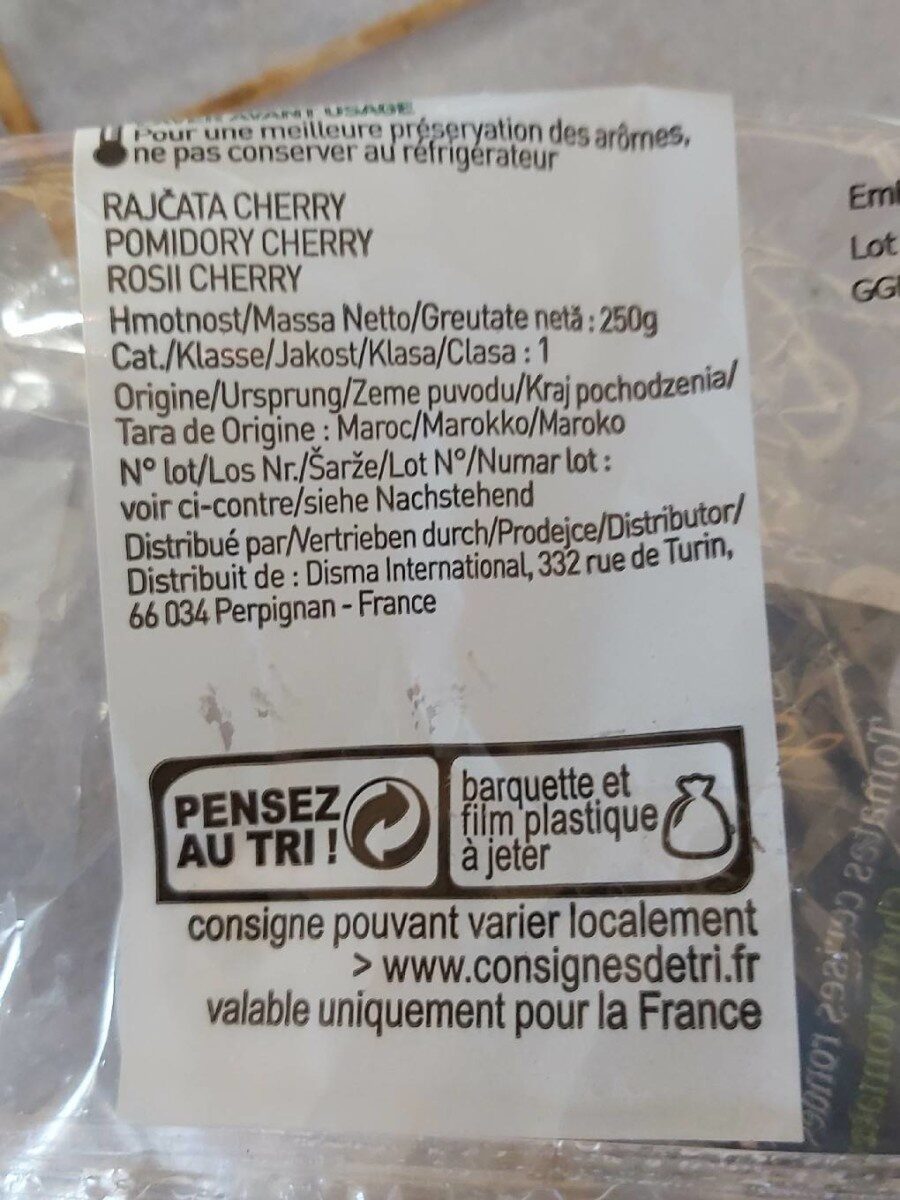 AVANT USAGE
Pour une meilleure préservation des arômes,
ne pas conserver au réfrigérateur
RAJČATA CHERRY
POMIDORY CHERRY
ROSII CHERRY
Hmotnost/Massa Netto/Greutate netă : 250g
Cat./Klasse/Jakost/Klasa/Clasa : 1
Origine/Ursprung/Zeme puvodu/Kraj pochodzenia/
Tara de Origine : Maroc/Marokko/Maroko
N° lot/Los Nr./Šarže/Lot N°/Numar lot :
voir ci-contre/siehe Nachstehend
Distribué par/Vertrieben durch/Prodejce/Distributor/
Distribuit de : Disma International, 332 rue de Turin,
66 034 Perpignan - France
PENSEZ
AU TRI !
barquette et
film plastique
à jeter
consigne pouvant varier localement
> www.consignesdetri.fr
valable uniquement pour la France
Lot
Tomates cerises